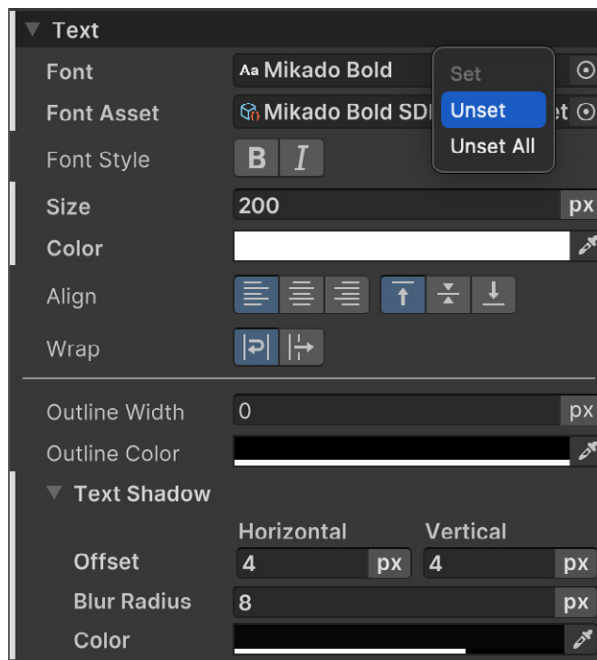 Text
Font Aa Mikado Bold Set
Font Asset Mikado Bold SD Unset t
Unset All
Font Style B I
Size 200 px
Color
Align
Wrap
Outline Width 0 px
Outline Color
Text Shadow
Horizontal Vertical
Offset 4 px 4 px
Blur Radius 8 px
Color